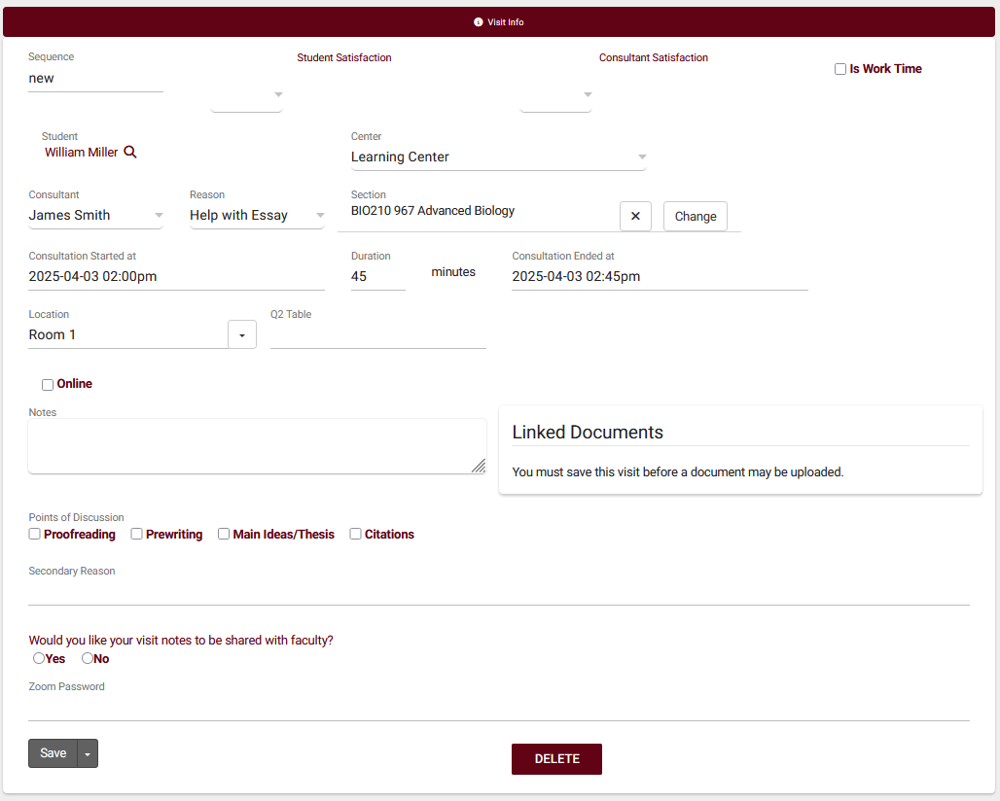 Visit Info
Sequence
Student Satisfaction
Consultant Satisfaction
Is Work Time
new
Student
William Miller
Center
Learning Center
Consultant
James Smith
Reason
Help with Essay
Section
BIO210 967 Advanced Biology
✕
Change
Consultation Started at
2025-04-03 02:00pm
Duration
45
minutes
Consultation Ended at
2025-04-03 02:45pm
Location
Room 1
Q2 Table
Online
Notes
Linked Documents
You must save this visit before a document may be uploaded.
Points of Discussion
Proofreading Prewriting Main Ideas/Thesis Citations
Secondary Reason
Would you like your visit notes to be shared with faculty?
Yes No
Zoom Password
Save
DELETE